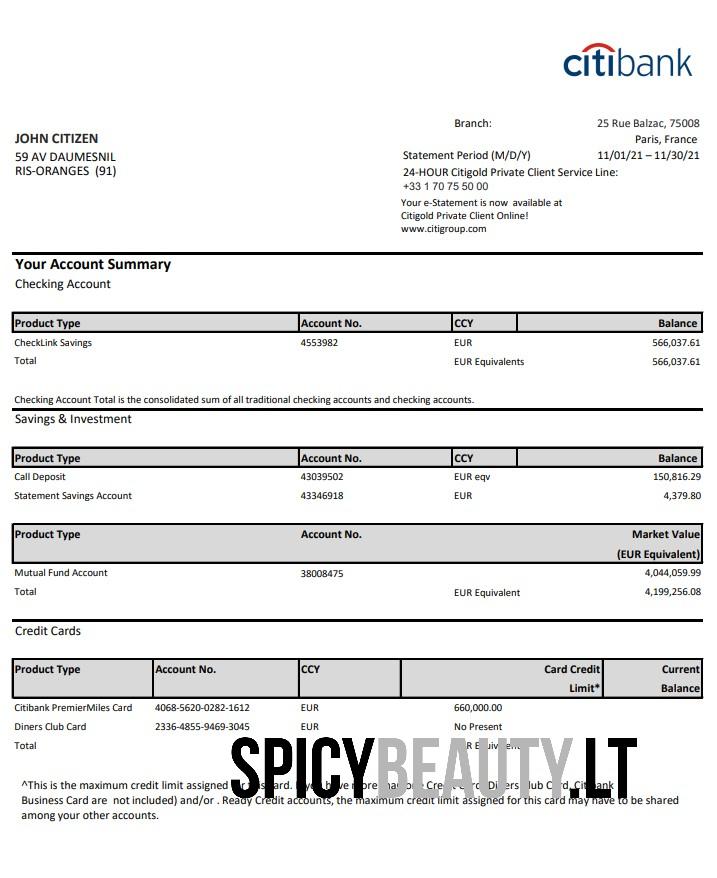 citibank
Branch: 25 Rue Balzac, 75008
Paris, France
JOHN CITIZEN
59 AV DAUMESNIL
RIS-ORANGES (91)
Statement Period (M/D/Y) 11/01/21 – 11/30/21
24-HOUR Citigold Private Client Service Line:
+33 1 70 75 50 00
Your e-Statement is now available at
Citigold Private Client Online!
www.citigroup.com
Your Account Summary
Checking Account
Product Type Account No. CCY Balance
CheckLink Savings 4553982 EUR 566,037.61
Total EUR Equivalents 566,037.61
Checking Account Total is the consolidated sum of all traditional checking accounts and checking accounts.
Savings & Investment
Product Type Account No. CCY Balance
Call Deposit 43039502 EUR eqv 150,816.29
Statement Savings Account 43346918 EUR 4,379.80
Product Type Account No. Market Value
(EUR Equivalent)
Mutual Fund Account 38008475 4,044,059.99
Total EUR Equivalent 4,199,256.08
Credit Cards
Product Type Account No. CCY Card Credit Current
Limit* Balance
Citibank PremierMiles Card 4068-5620-0282-1612 EUR 660,000.00
Diners Club Card 2336-4855-9469-3045 EUR No Present
Total
SPICYBEAUTY.LT
^This is the maximum credit limit assigned card. have
Business Card are not included) and/or . Ready Credit accounts, the maximum credit limit assigned for this card may have to be shared
among your other accounts.